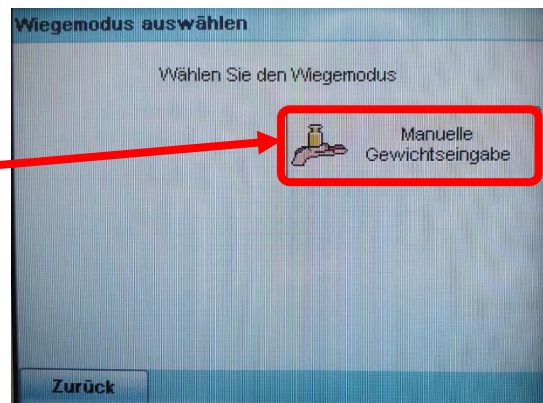 Wiegemodus auswählen
Wählen Sie den Wiegemodus
Manuelle
Gewichtseingabe
Zurück